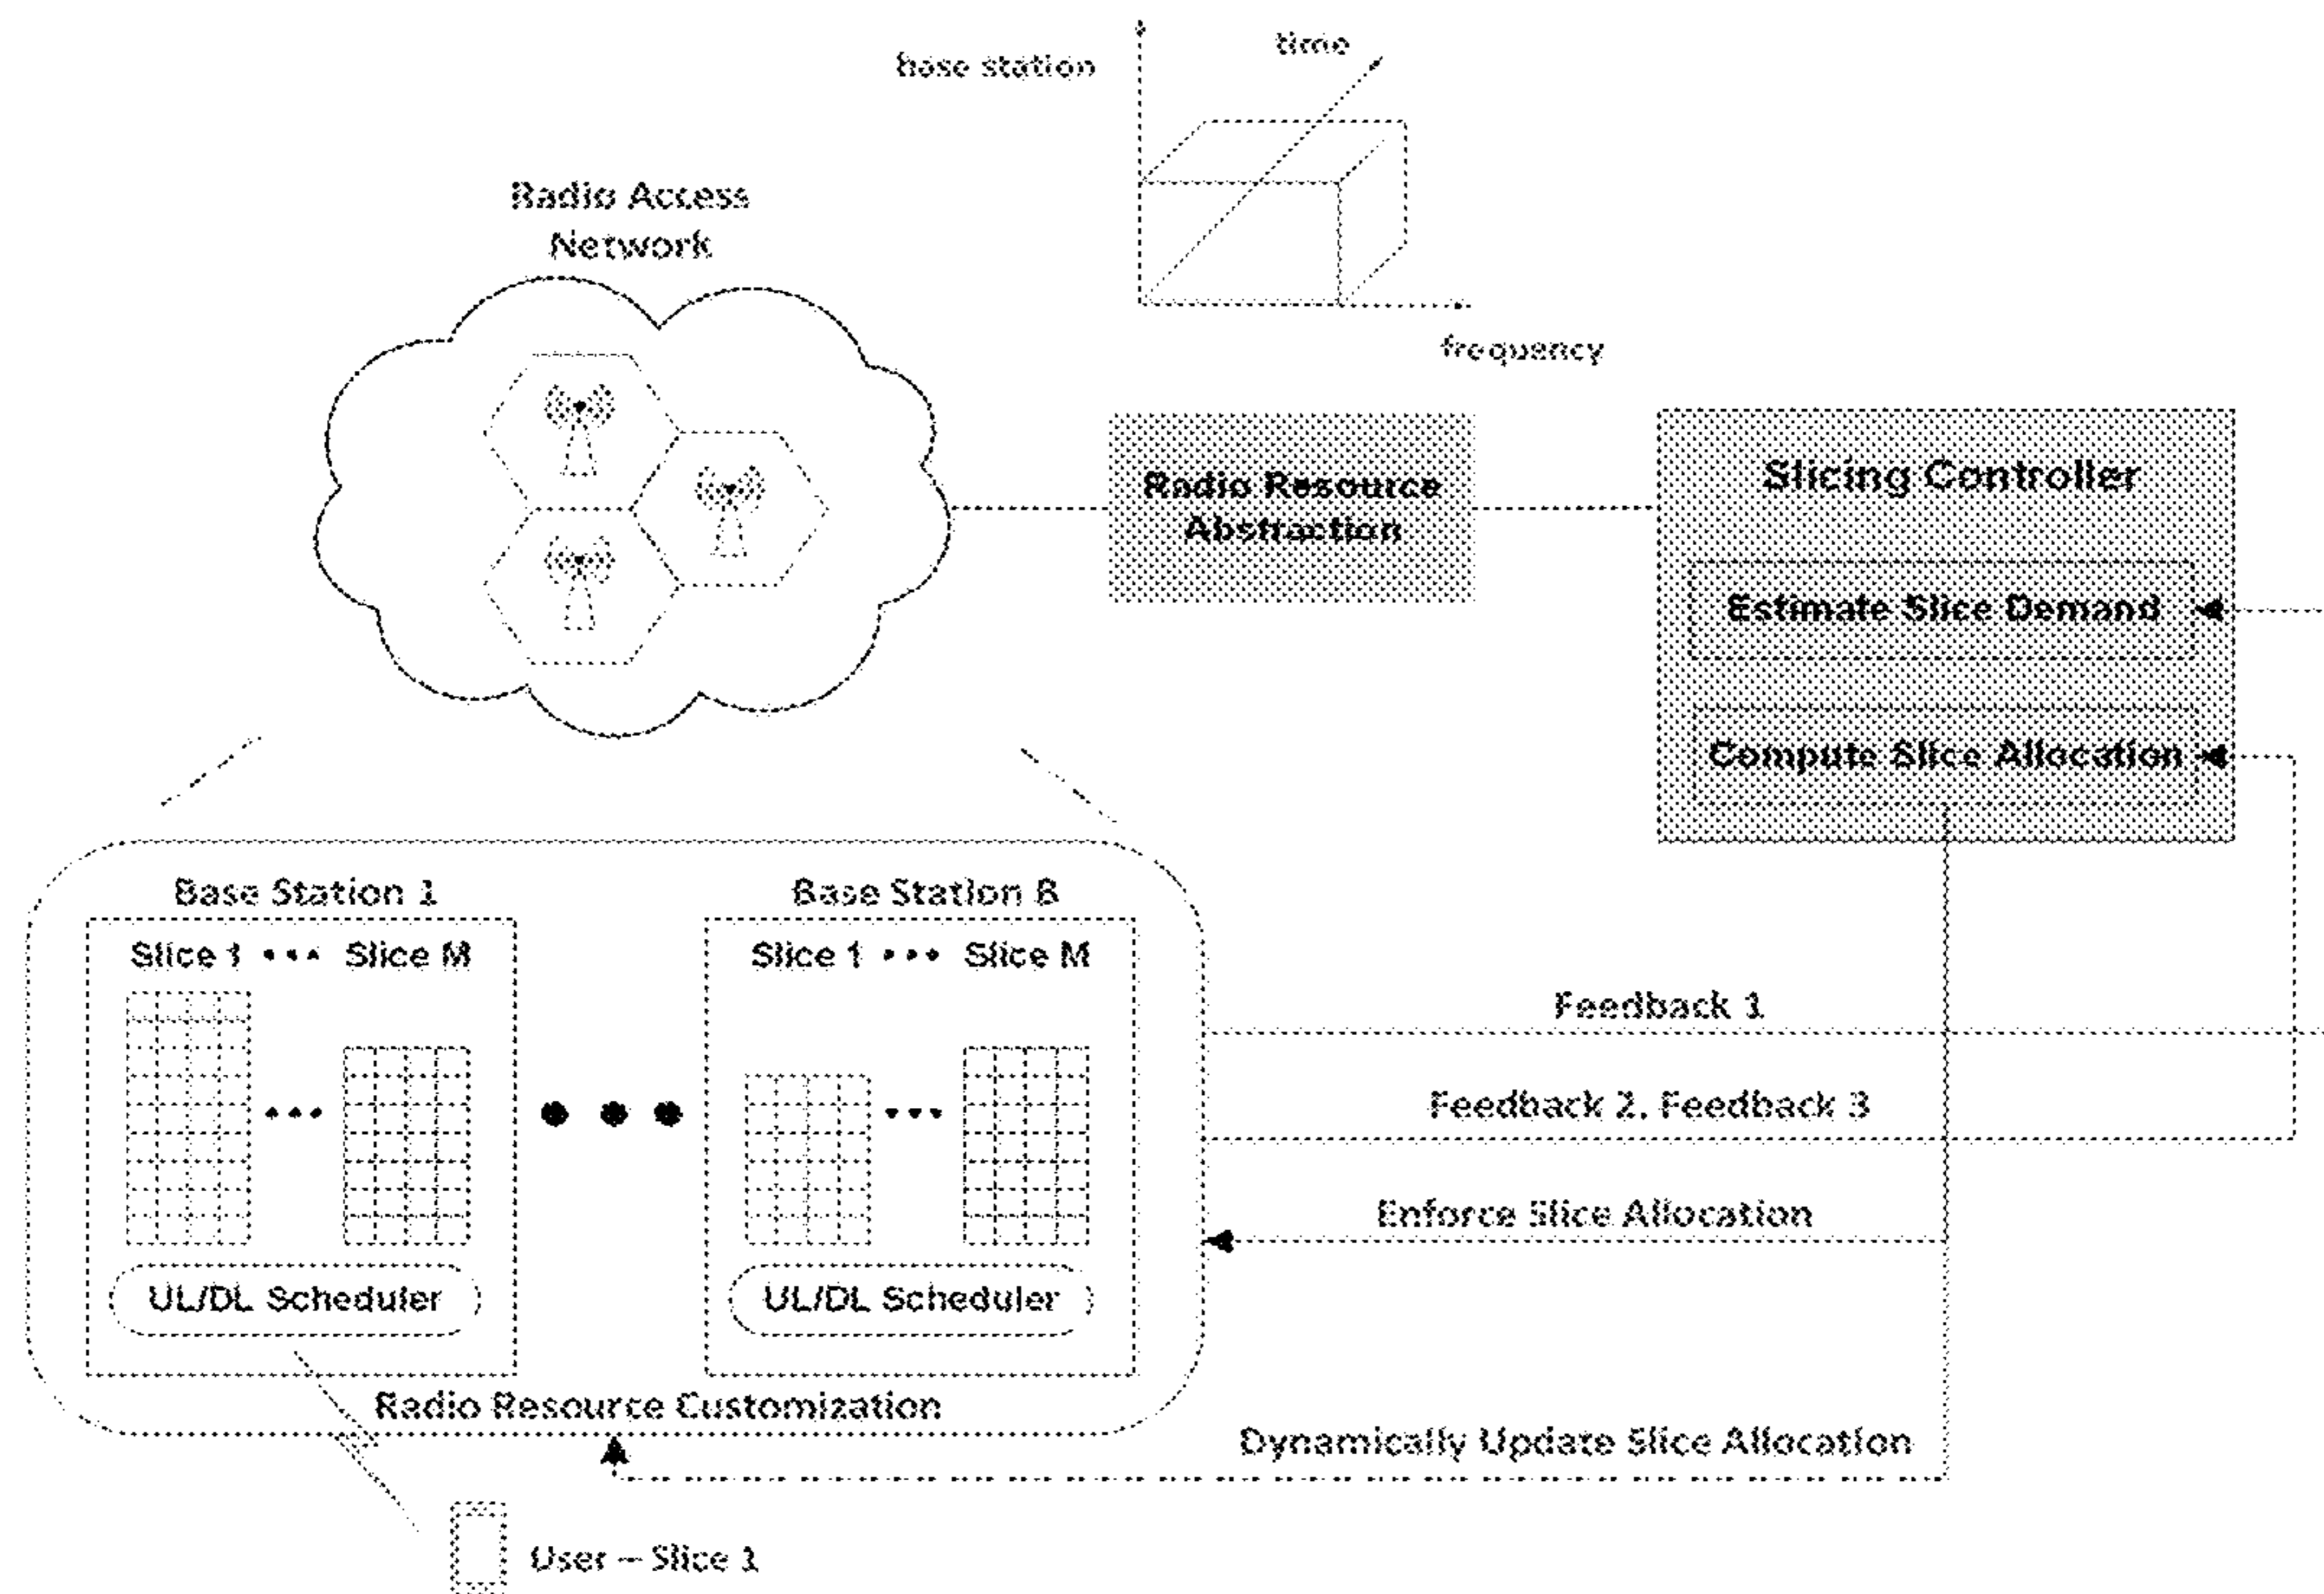 base station
time
frequency
Radio Access
Network
Radio Resource
Abstraction
Slicing Controller
Estimate Slice Demand
Compute Slice Allocation
Base Station 1
Slice 1 ••• Slice M
UL/DL Scheduler
Base Station B
Slice 1 ••• Slice M
UL/DL Scheduler
Radio Resource Customization
Feedback 1
Feedback 2, Feedback 3
Enforce Slice Allocation
Dynamically Update Slice Allocation
User – Slice 1